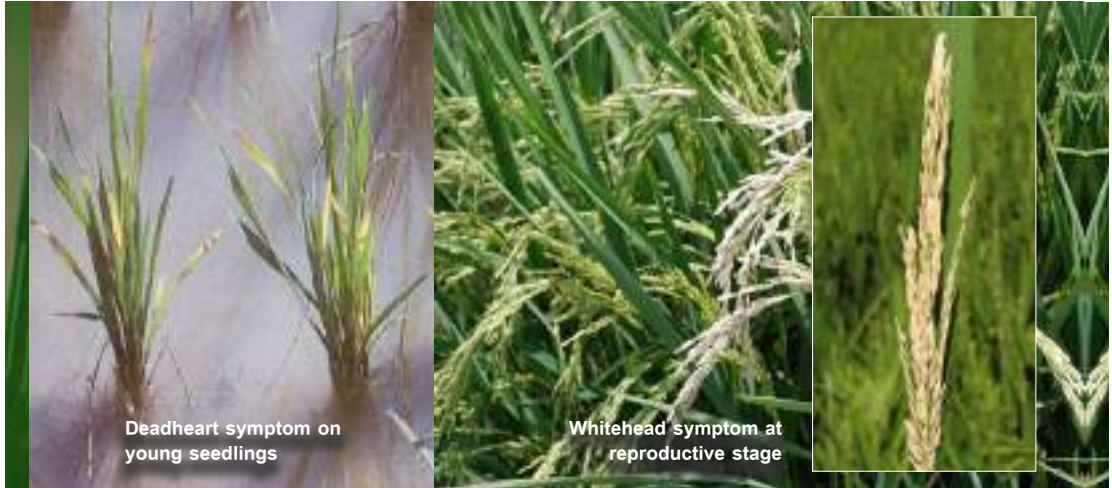 Deadheart symptom on
young seedlings
Whitehead symptom at
reproductive stage